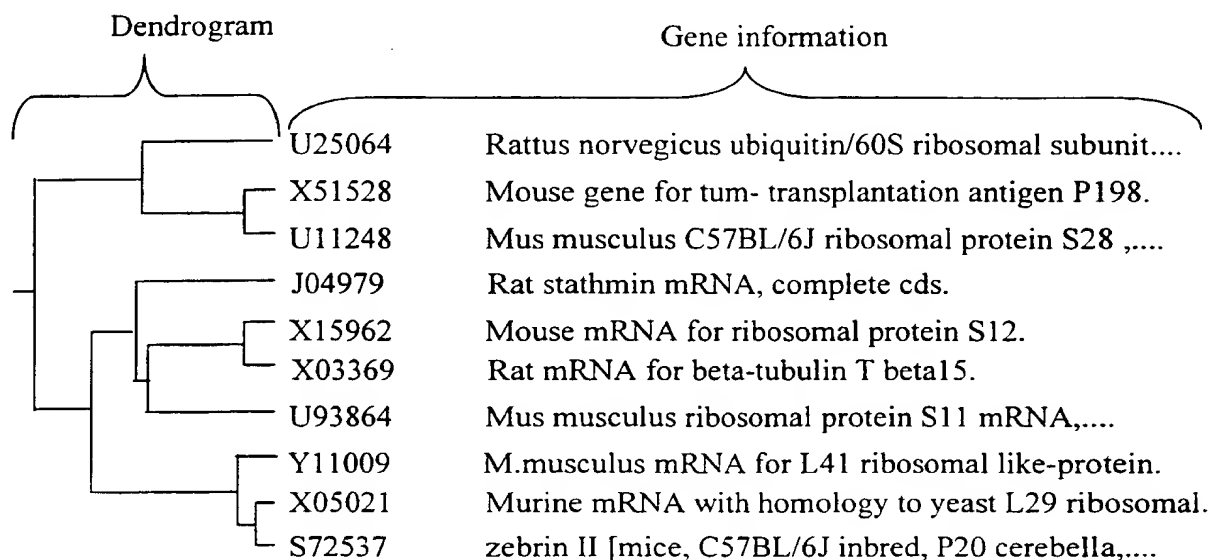 Dendrogram
Gene information
U25064 Rattus norvegicus ubiquitin/60S ribosomal subunit....
X51528 Mouse gene for tum- transplantation antigen P198.
U11248 Mus musculus C57BL/6J ribosomal protein S28 ,....
J04979 Rat stathmin mRNA, complete cds.
X15962 Mouse mRNA for ribosomal protein S12.
X03369 Rat mRNA for beta-tubulin T beta15.
U93864 Mus musculus ribosomal protein S11 mRNA,....
Y11009 M.musculus mRNA for L41 ribosomal like-protein.
X05021 Murine mRNA with homology to yeast L29 ribosomal.
S72537 zebrin II [mice, C57BL/6J inbred, P20 cerebella,....